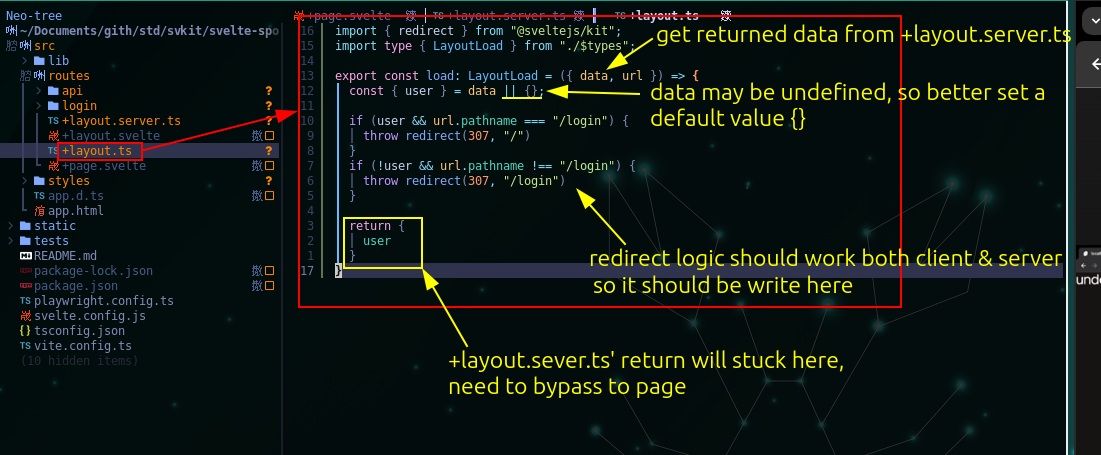 Neo-tree
~/Documents/gith/std/svkit/svelte-spo
src
lib
routes
api ?
login ?
TS +layout.server.ts ?
+layout.svelte
TS +layout.ts ?
+page.svelte
styles ?
TS app.d.ts
app.html
static
tests
README.md
package-lock.json
package.json
TS playwright.config.ts
svelte.config.js
{} tsconfig.json
TS vite.config.ts
(10 hidden items)
+page.svelte TS +layout.server.ts TS +layout.ts
16 import { redirect } from "@sveltejs/kit";
15 import type { LayoutLoad } from "./$types";
14
13 export const load: LayoutLoad = ({ data, url }) => {
12 const { user } = data || {};
11
10 if (user && url.pathname === "/login") {
9 throw redirect(307, "/")
8 }
7 if (!user && url.pathname !== "/login") {
6 throw redirect(307, "/login")
5 }
4
3 return {
2 user
1 }
17 }
get returned data from +layout.server.ts
data may be undefined, so better set a
default value {}
redirect logic should work both client & server
so it should be write here
+layout.sever.ts' return will stuck here,
need to bypass to page
unde